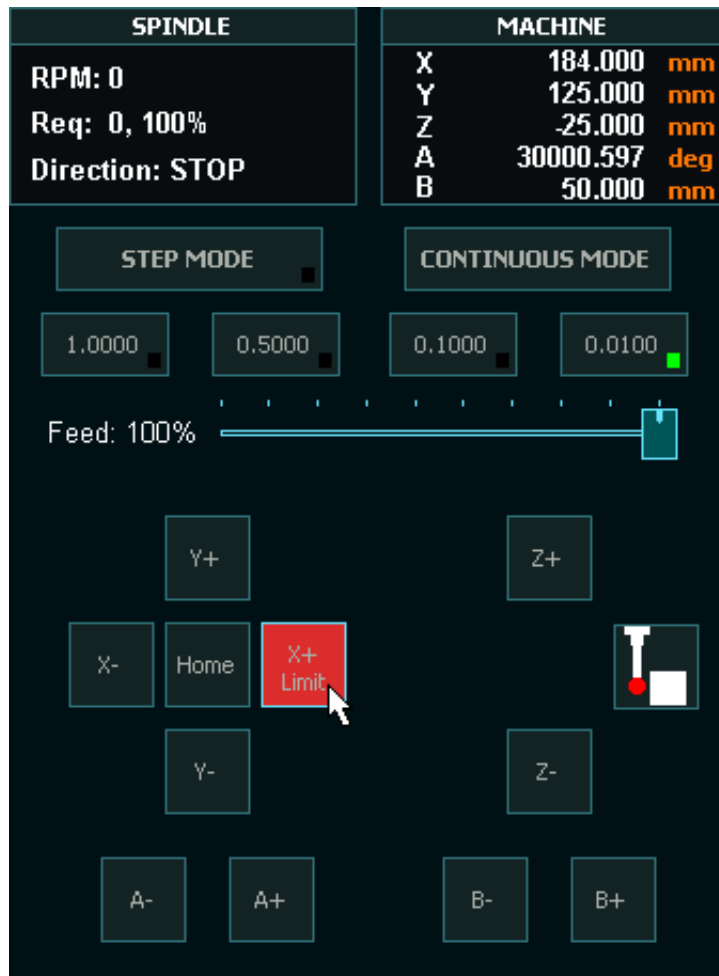 SPINDLE
RPM: 0
Req: 0, 100%
Direction: STOP
MACHINE
X 184.000 mm
Y 125.000 mm
Z -25.000 mm
A 30000.597 deg
B 50.000 mm
STEP MODE
CONTINUOUS MODE
1.0000
0.5000
0.1000
0.0100
Feed: 100%
Y+
Z+
X-
Home
X+
Limit
Y-
Z-
A-
A+
B-
B+